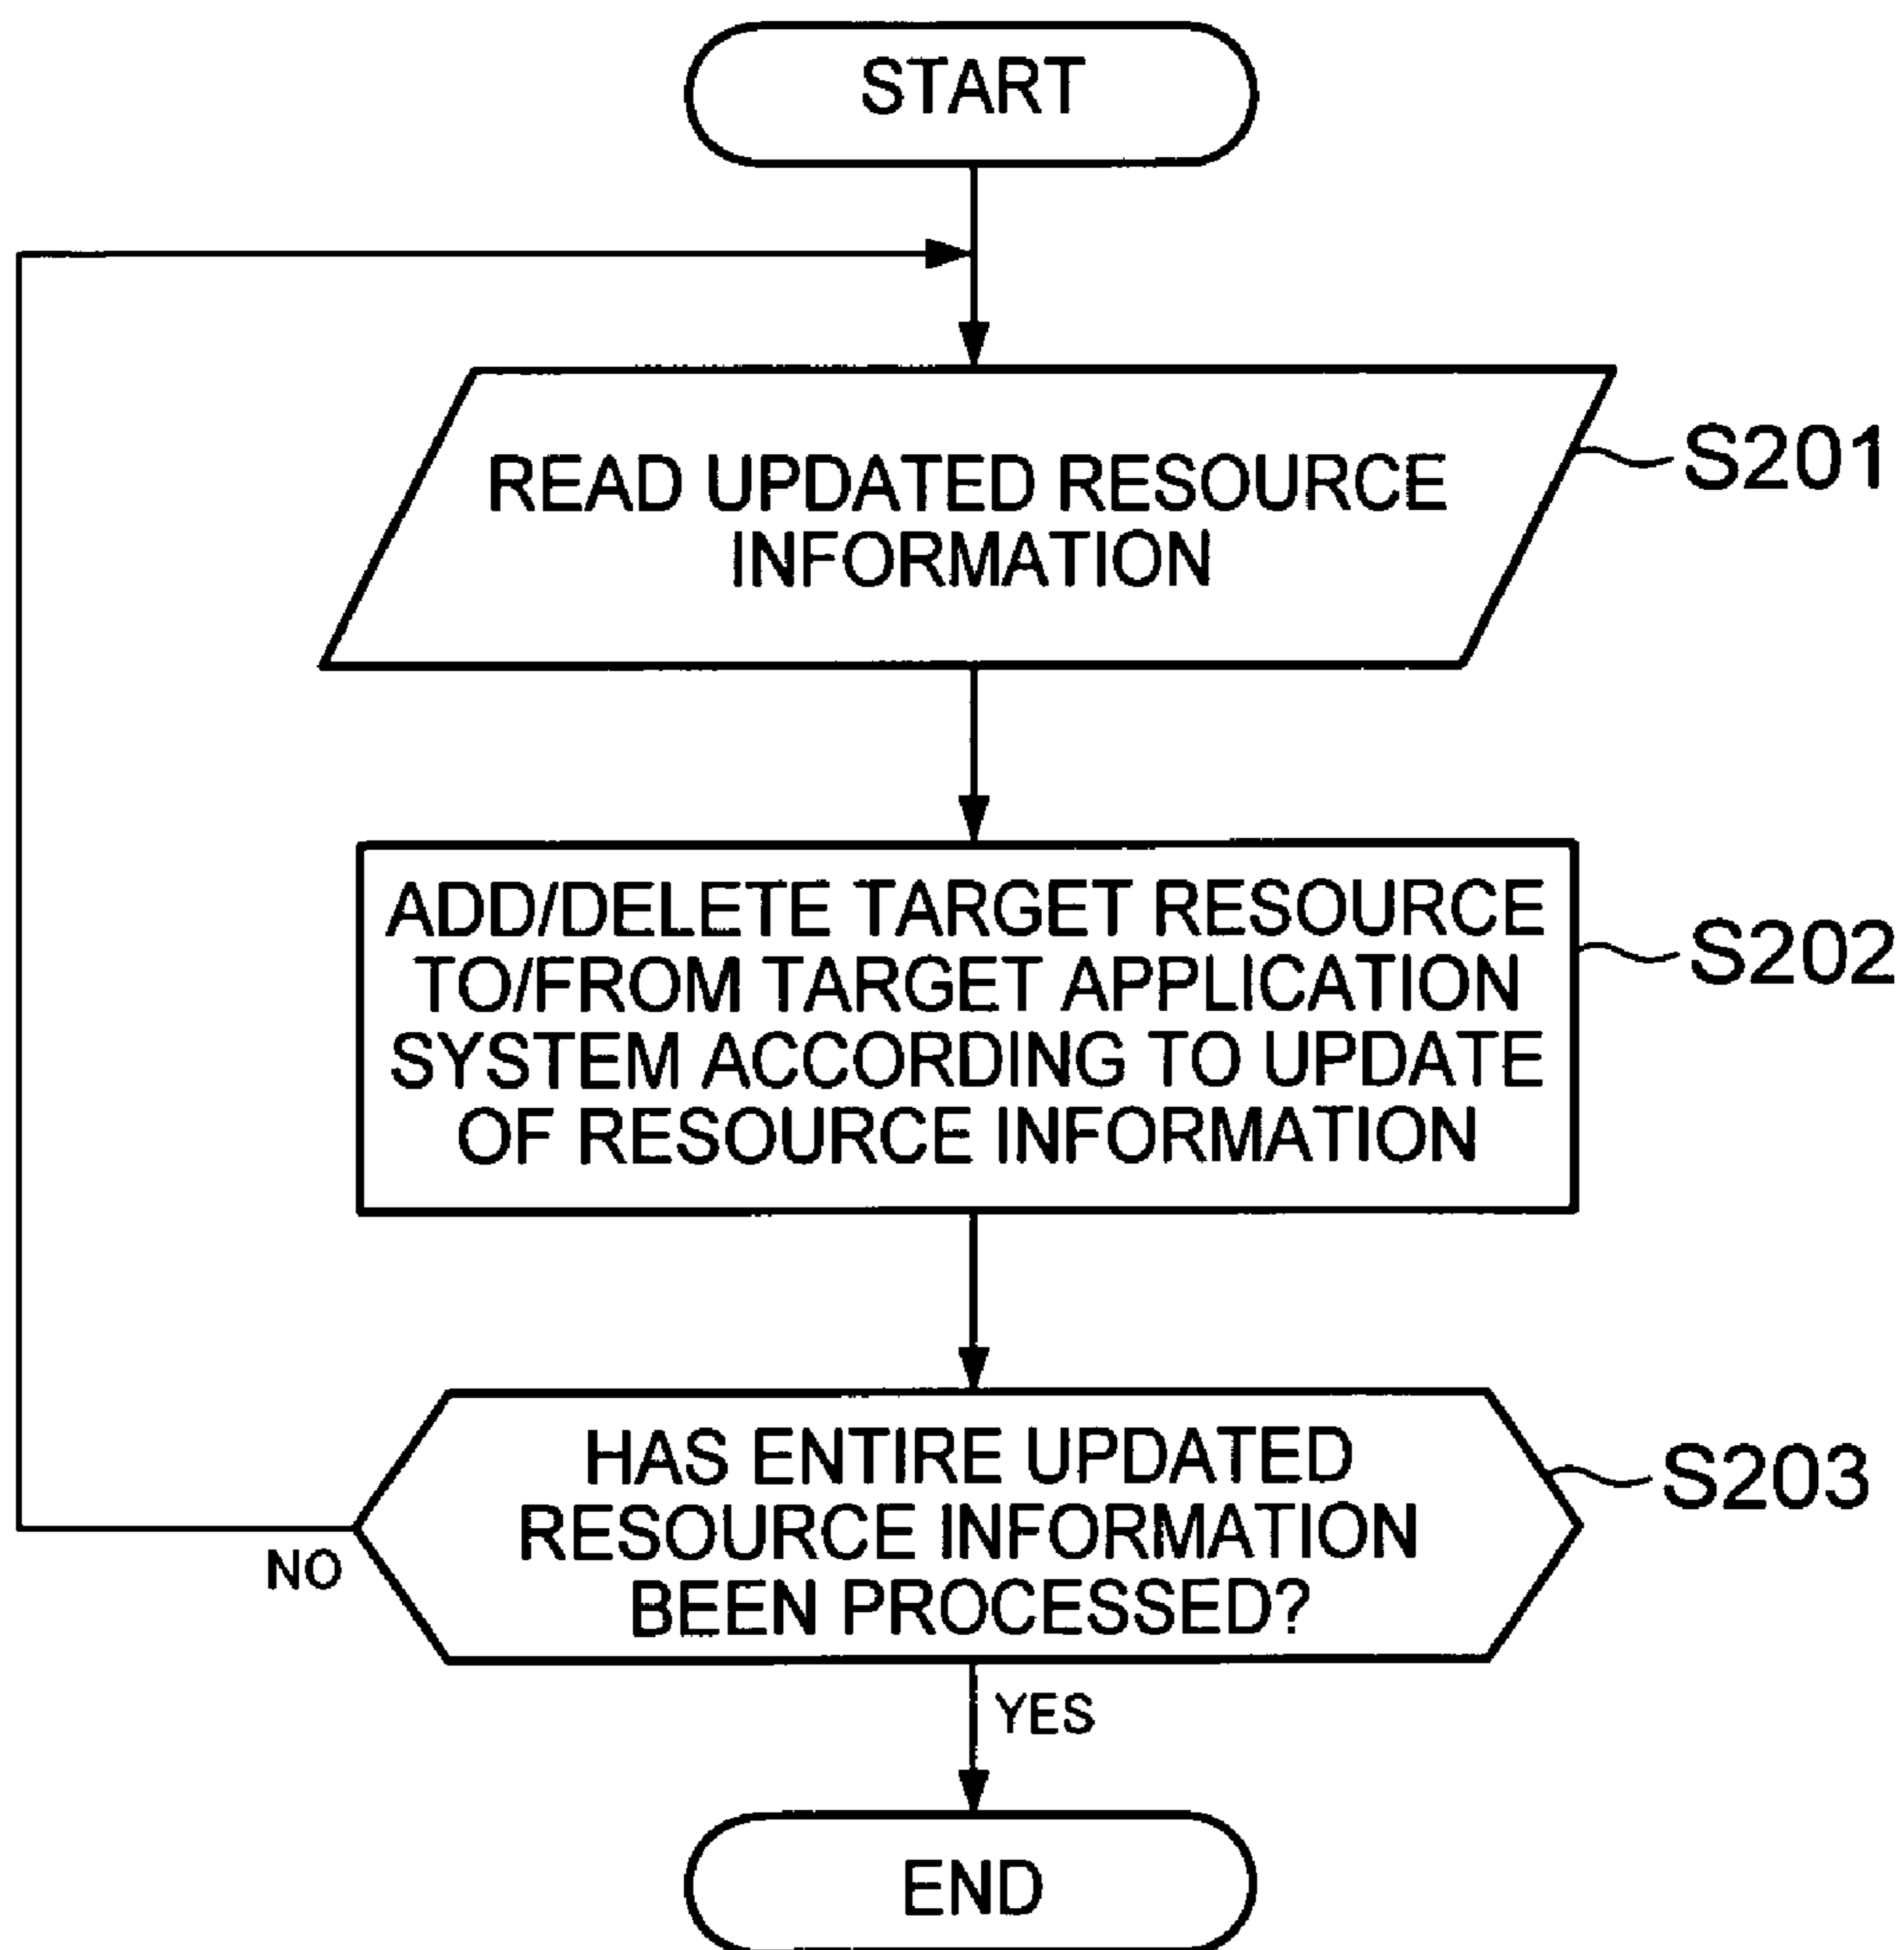 START
READ UPDATED RESOURCE
INFORMATION
S201
ADD/DELETE TARGET RESOURCE
TO/FROM TARGET APPLICATION
SYSTEM ACCORDING TO UPDATE
OF RESOURCE INFORMATION
S202
HAS ENTIRE UPDATED
RESOURCE INFORMATION
BEEN PROCESSED?
S203
NO
YES
END